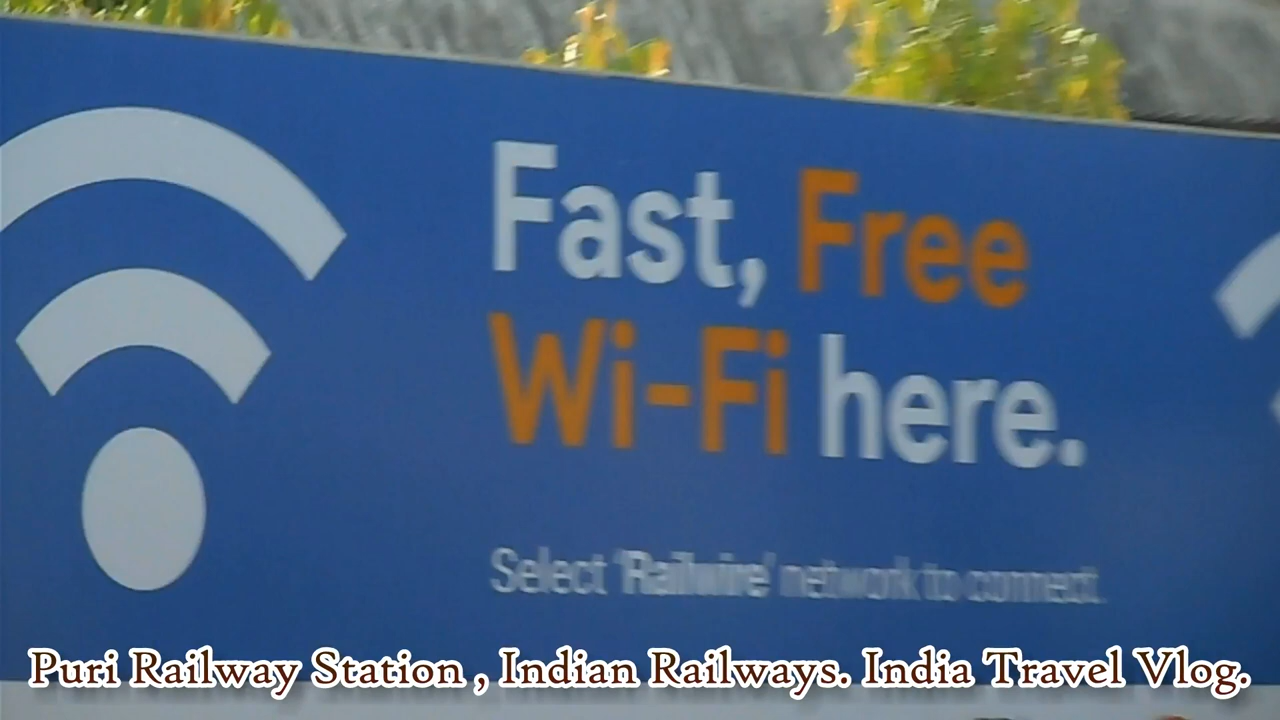 Fast, Free
Wi-Fi here.
Select 'Railwire' network to connect.
Puri Railway Station , Indian Railways. India Travel Vlog.